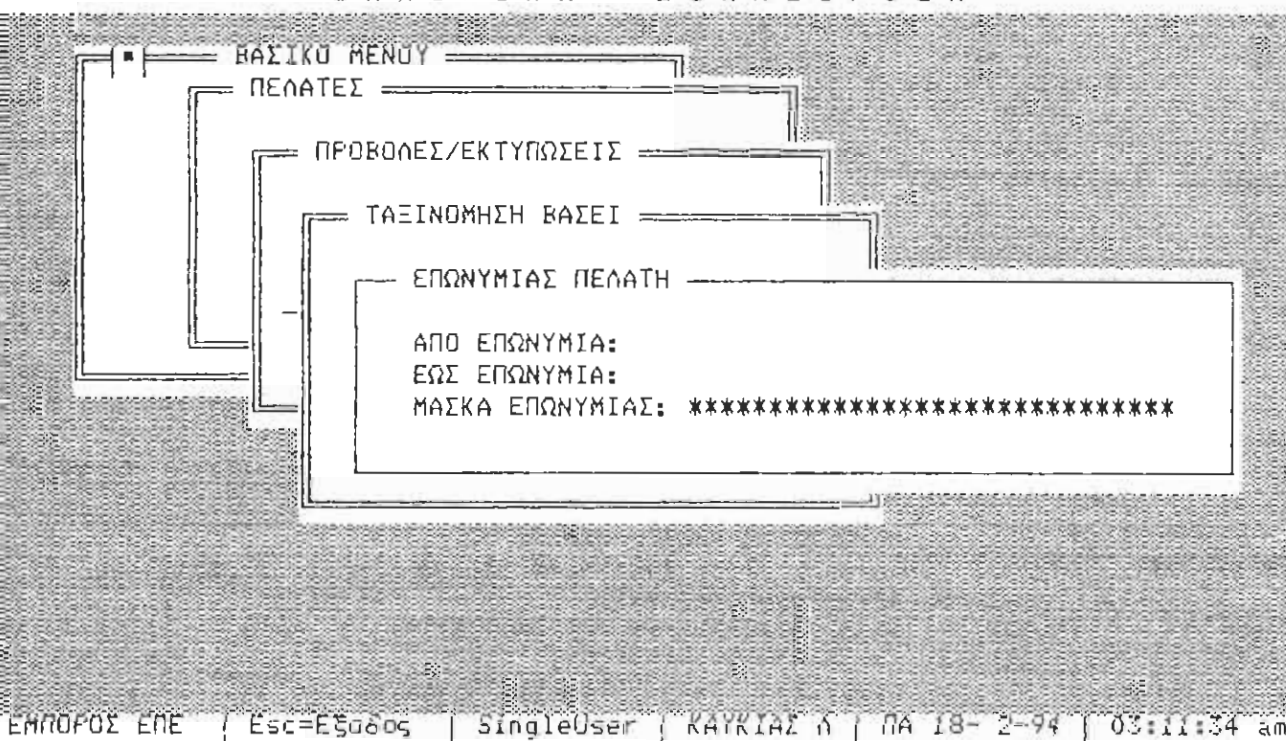 ΒΑΣΙΚΟ ΜΕΝΟΥ
ΠΕΛΑΤΕΣ
ΠΡΟΒΟΛΕΣ/ΕΚΤΥΠΩΣΕΙΣ
ΤΑΞΙΝΟΜΗΣΗ ΒΑΣΕΙ
ΕΠΩΝΥΜΙΑΣ ΠΕΛΑΤΗ
ΑΠΟ ΕΠΩΝΥΜΙΑ:
ΕΩΣ ΕΠΩΝΥΜΙΑ:
ΜΑΣΚΑ ΕΠΩΝΥΜΙΑΣ: ******************************
ΕΜΠΟΡΟΣ ΕΠΕ | Esc=Εξοδος | SingleUser | ΚΑΥΚΙΑΣ Λ | ΠΑ 18- 2-94 | 03:11:34 am